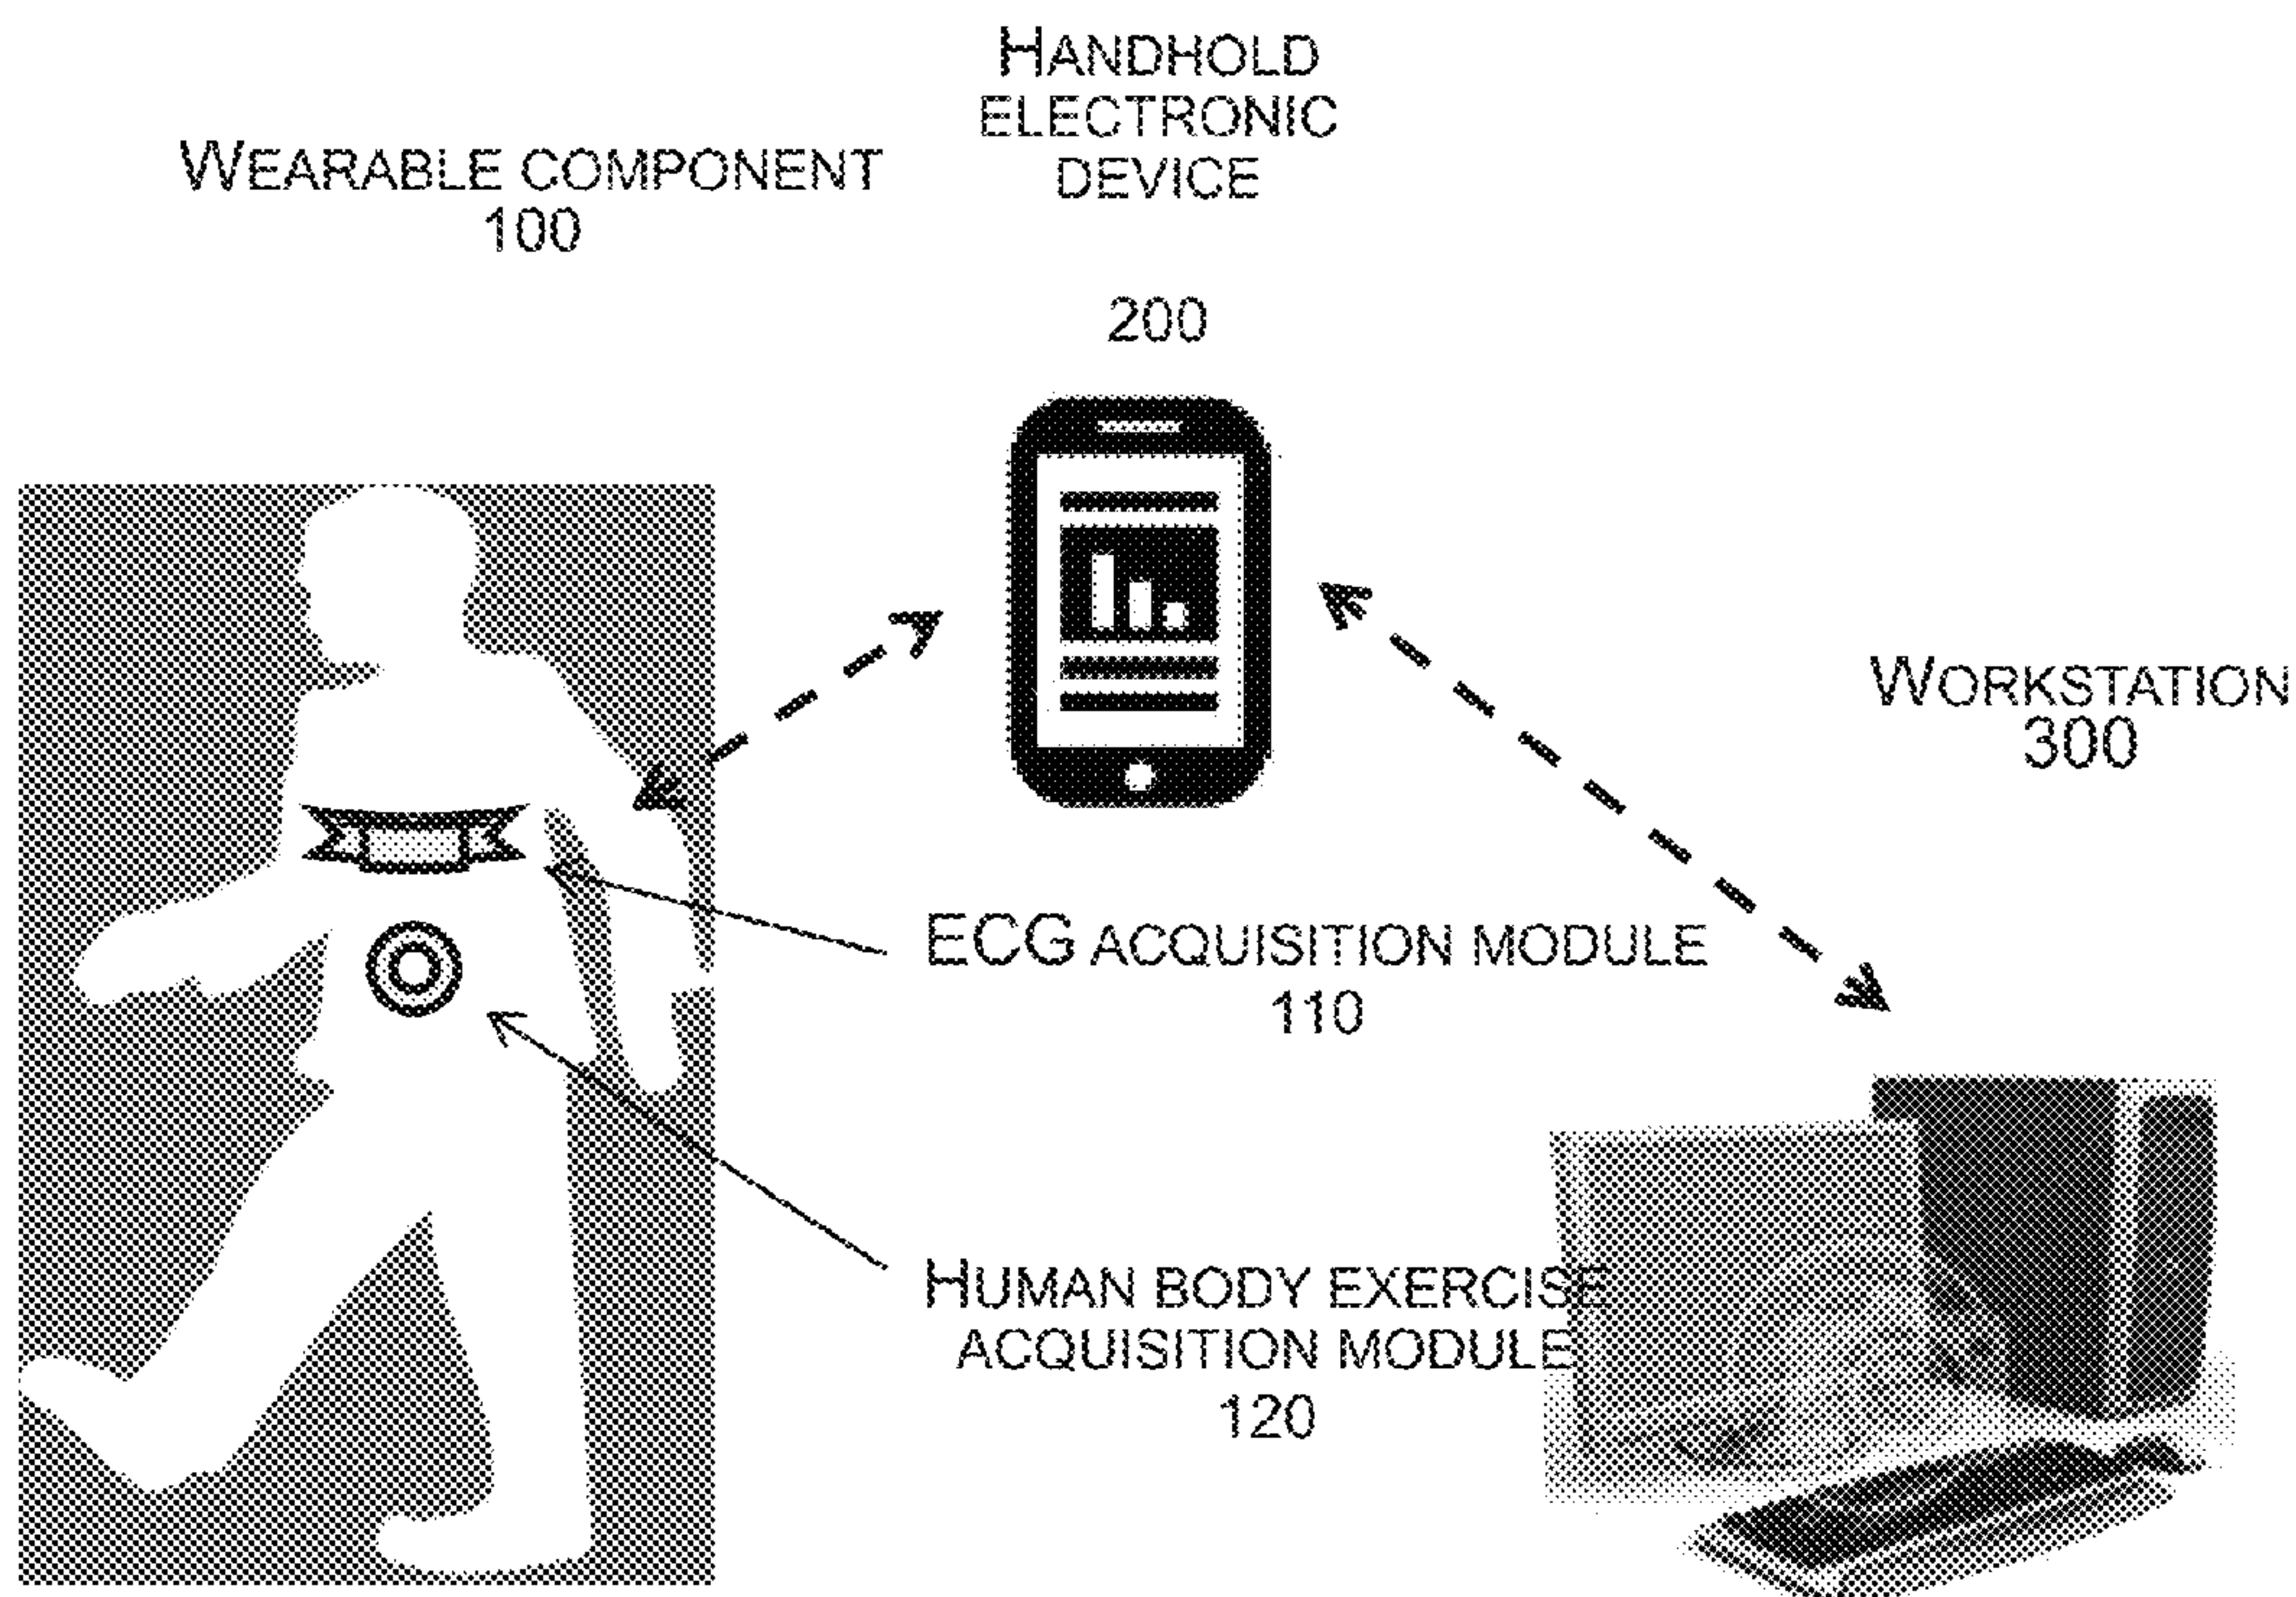 HANDHOLD
ELECTRONIC
DEVICE
200
WEARABLE COMPONENT
100
WORKSTATION
300
ECG ACQUISITION MODULE
110
HUMAN BODY EXERCISE
ACQUISITION MODULE
120